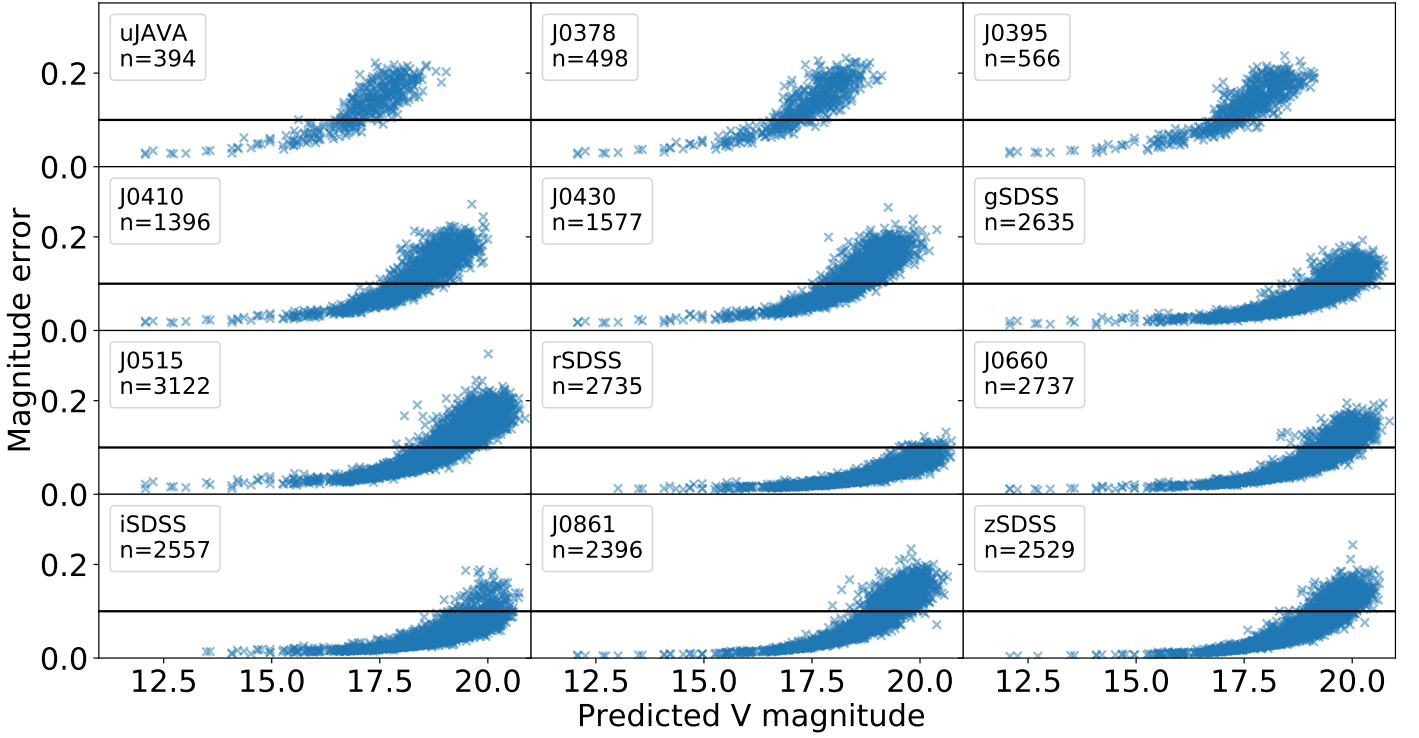 uJAVA
n=394
J0378
n=498
J0395
n=566
0.2
0.0
J0410
n=1396
J0430
n=1577
gSDSS
n=2635
0.2
0.0
J0515
n=3122
rSDSS
n=2735
J0660
n=2737
0.2
0.0
iSDSS
n=2557
J0861
n=2396
zSDSS
n=2529
0.2
0.0
Magnitude error
12.5 15.0 17.5 20.0 12.5 15.0 17.5 20.0 12.5 15.0 17.5 20.0
Predicted V magnitude